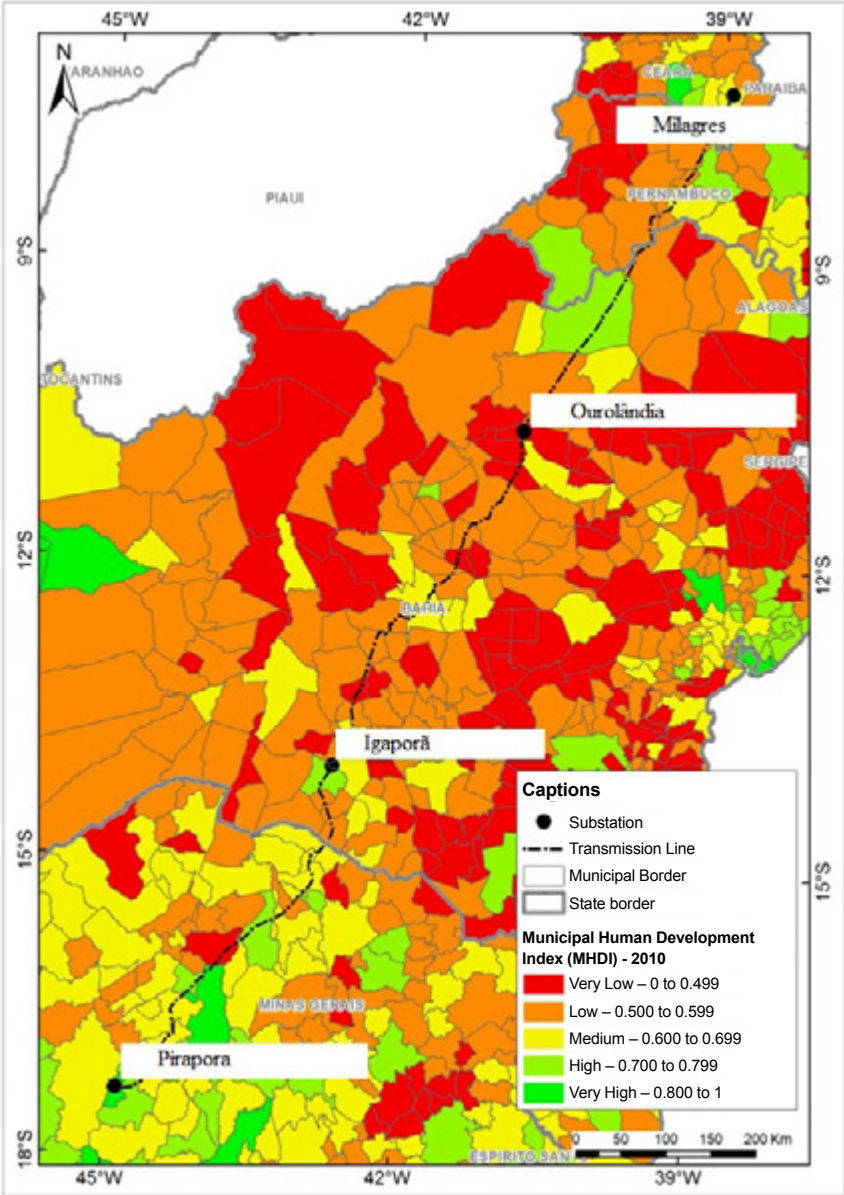 45°W
42°W
39°W
N
ARANHAO
CEARÁ
PARAIBA
Milagres
PIAUI
PERNAMBUCO
9°S
9°S
ALAGOAS
TOCANTINS
Ourolândia
SERGIPE
12°S
12°S
BAHIA
Igaporã
Captions
Substation
Transmission Line
Municipal Border
State border
15°S
15°S
Municipal Human Development
Index (MHDI) - 2010
Very Low – 0 to 0.499
Low – 0.500 to 0.599
Medium – 0.600 to 0.699
High – 0.700 to 0.799
Very High – 0.800 to 1
MINAS GERAIS
Pirapora
0 50 100 150 200 Km
18°S
ESPIRITO SANTO
45°W
42°W
39°W